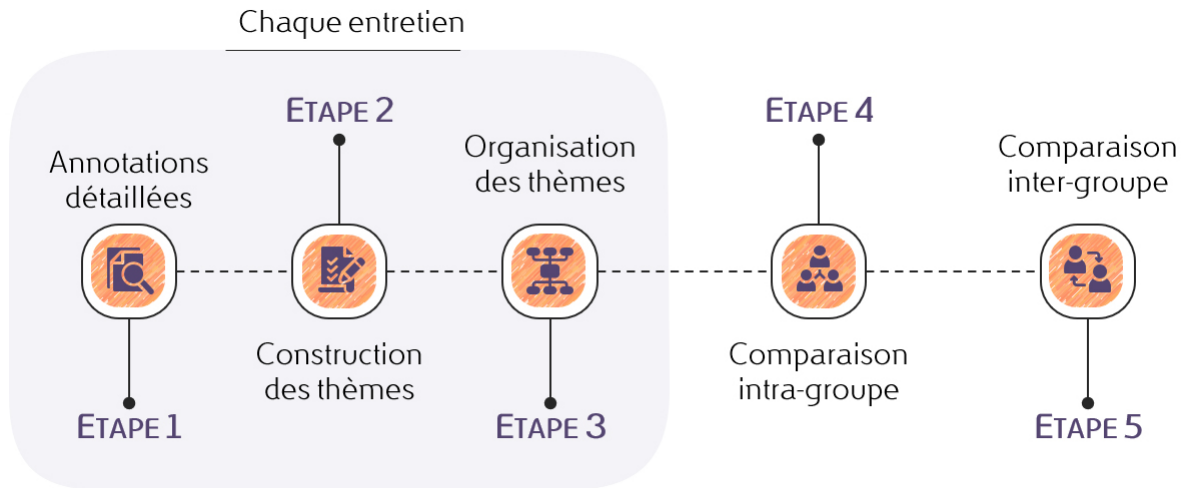 Chaque entretien
ETAPE 2
ETAPE 4
Annotations
détaillées
Organisation
des thèmes
Comparaison
inter-groupe
Construction
des thèmes
Comparaison
intra-groupe
ETAPE 1
ETAPE 3
ETAPE 5